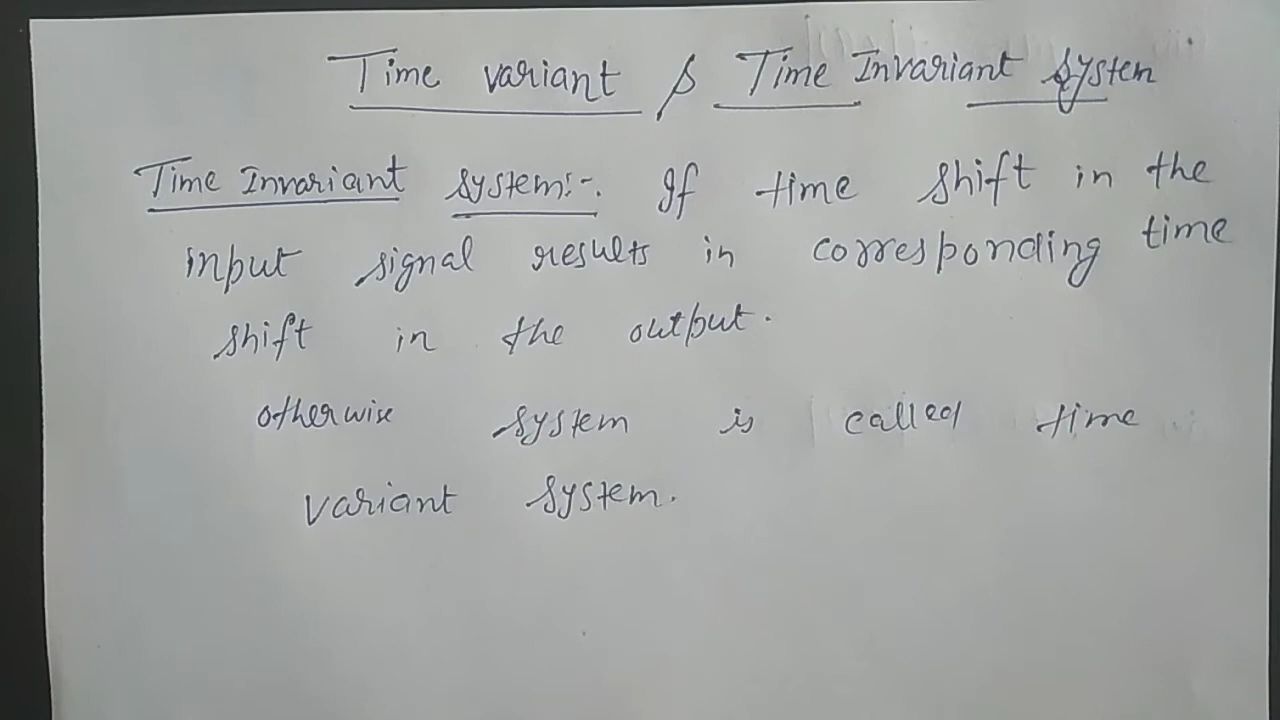 Time variant & Time Invariant System
Time Invariant system:-. If time shift in the
input signal results in corresponding time
shift in the output.
otherwise system is called time
variant system.